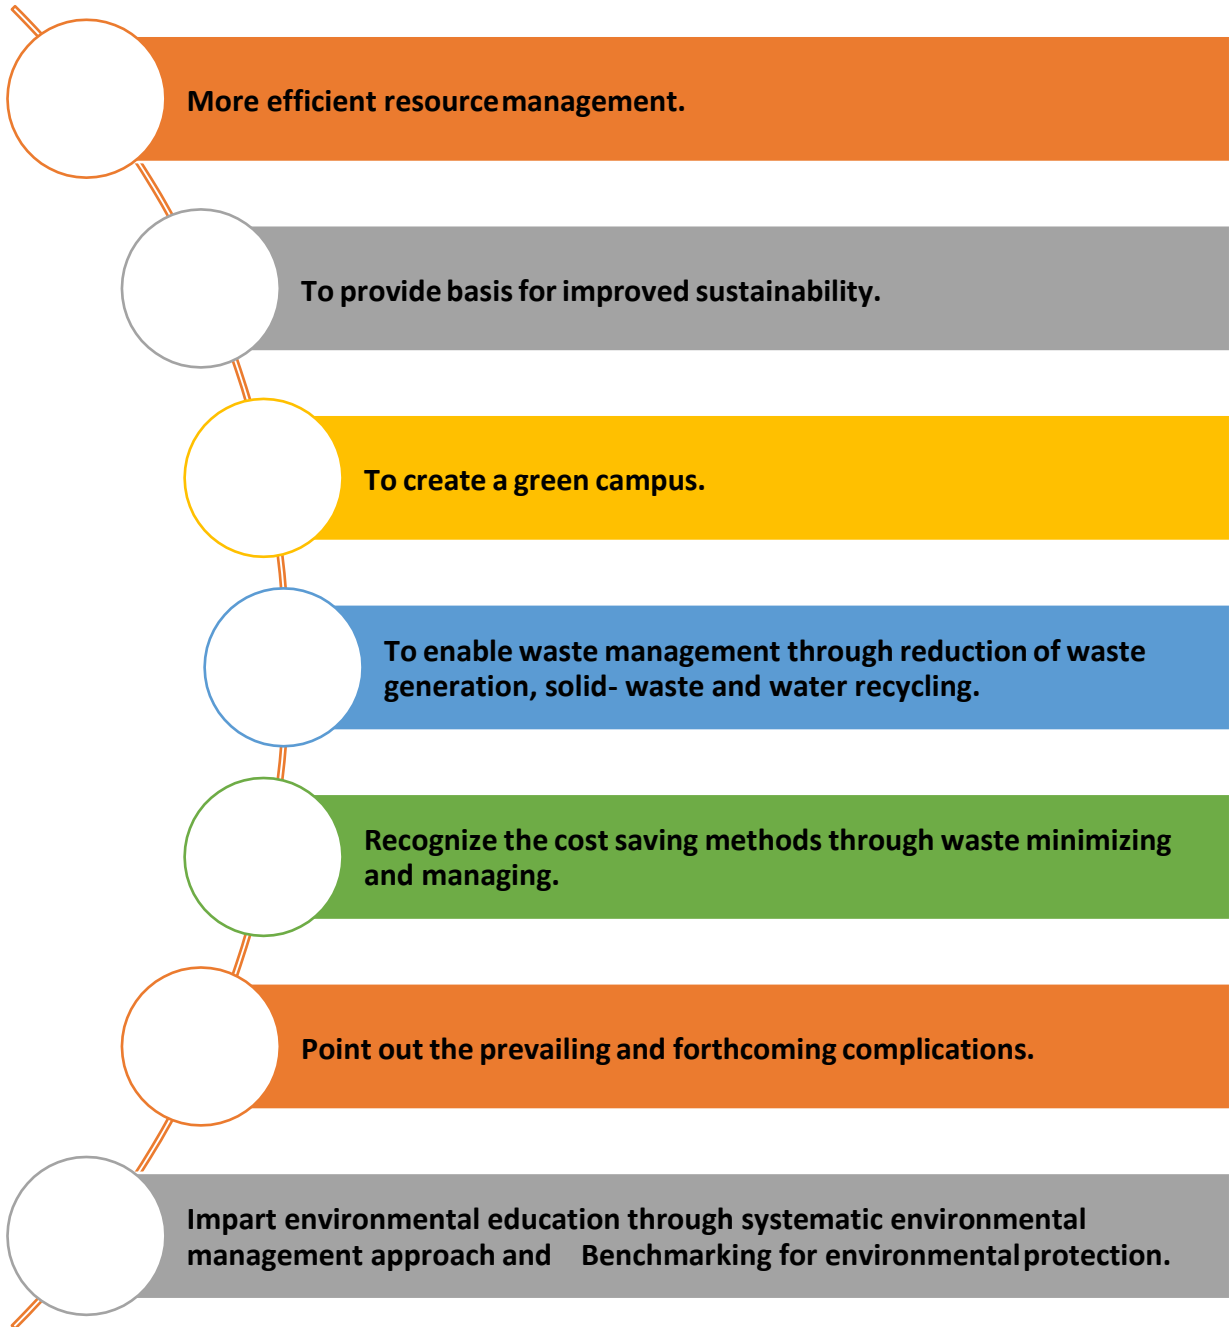 More efficient resource management.
To provide basis for improved sustainability.
To create a green campus.
To enable waste management through reduction of waste
generation, solid- waste and water recycling.
Recognize the cost saving methods through waste minimizing
and managing.
Point out the prevailing and forthcoming complications.
Impart environmental education through systematic environmental
management approach and Benchmarking for environmental protection.